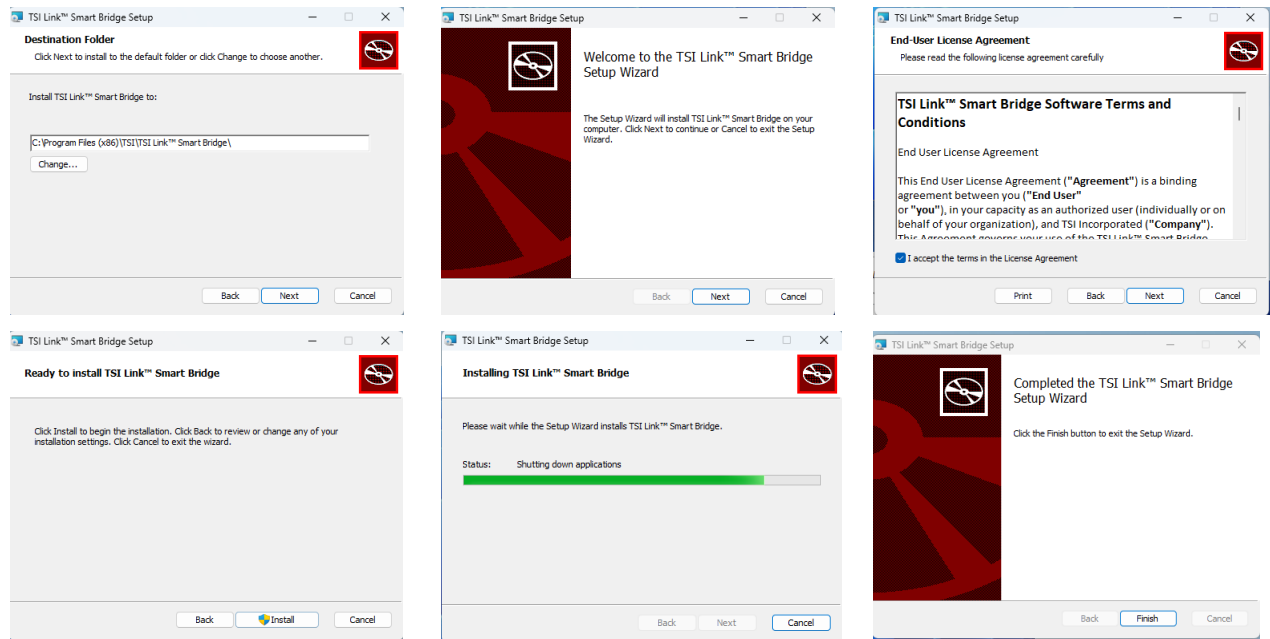 TSI Link™ Smart Bridge Setup
Destination Folder
Click Next to install to the default folder or click Change to choose another.
Install TSI Link™ Smart Bridge to:
C:\Program Files (x86)\TSI\TSI Link™ Smart Bridge\
Change...
Back Next Cancel
TSI Link™ Smart Bridge Setup
Welcome to the TSI Link™ Smart Bridge
Setup Wizard
The Setup Wizard will install TSI Link™ Smart Bridge on your
computer. Click Next to continue or Cancel to exit the Setup
Wizard.
Back Next Cancel
TSI Link™ Smart Bridge Setup
End-User License Agreement
Please read the following license agreement carefully
TSI Link™ Smart Bridge Software Terms and
Conditions
End User License Agreement
This End User License Agreement ("Agreement") is a binding
agreement between you ("End User"
or "you"), in your capacity as an authorized user (individually or on
behalf of your organization), and TSI Incorporated ("Company").
This Agreement governs your use of the TSI Link™ Smart Bridge
I accept the terms in the License Agreement
Print Back Next Cancel
TSI Link™ Smart Bridge Setup
Ready to install TSI Link™ Smart Bridge
Click Install to begin the installation. Click Back to review or change any of your
installation settings. Click Cancel to exit the wizard.
Back Install Cancel
TSI Link™ Smart Bridge Setup
Installing TSI Link™ Smart Bridge
Please wait while the Setup Wizard installs TSI Link™ Smart Bridge.
Status: Shutting down applications
Back Next Cancel
TSI Link™ Smart Bridge Setup
Completed the TSI Link™ Smart Bridge
Setup Wizard
Click the Finish button to exit the Setup Wizard.
Back Finish Cancel